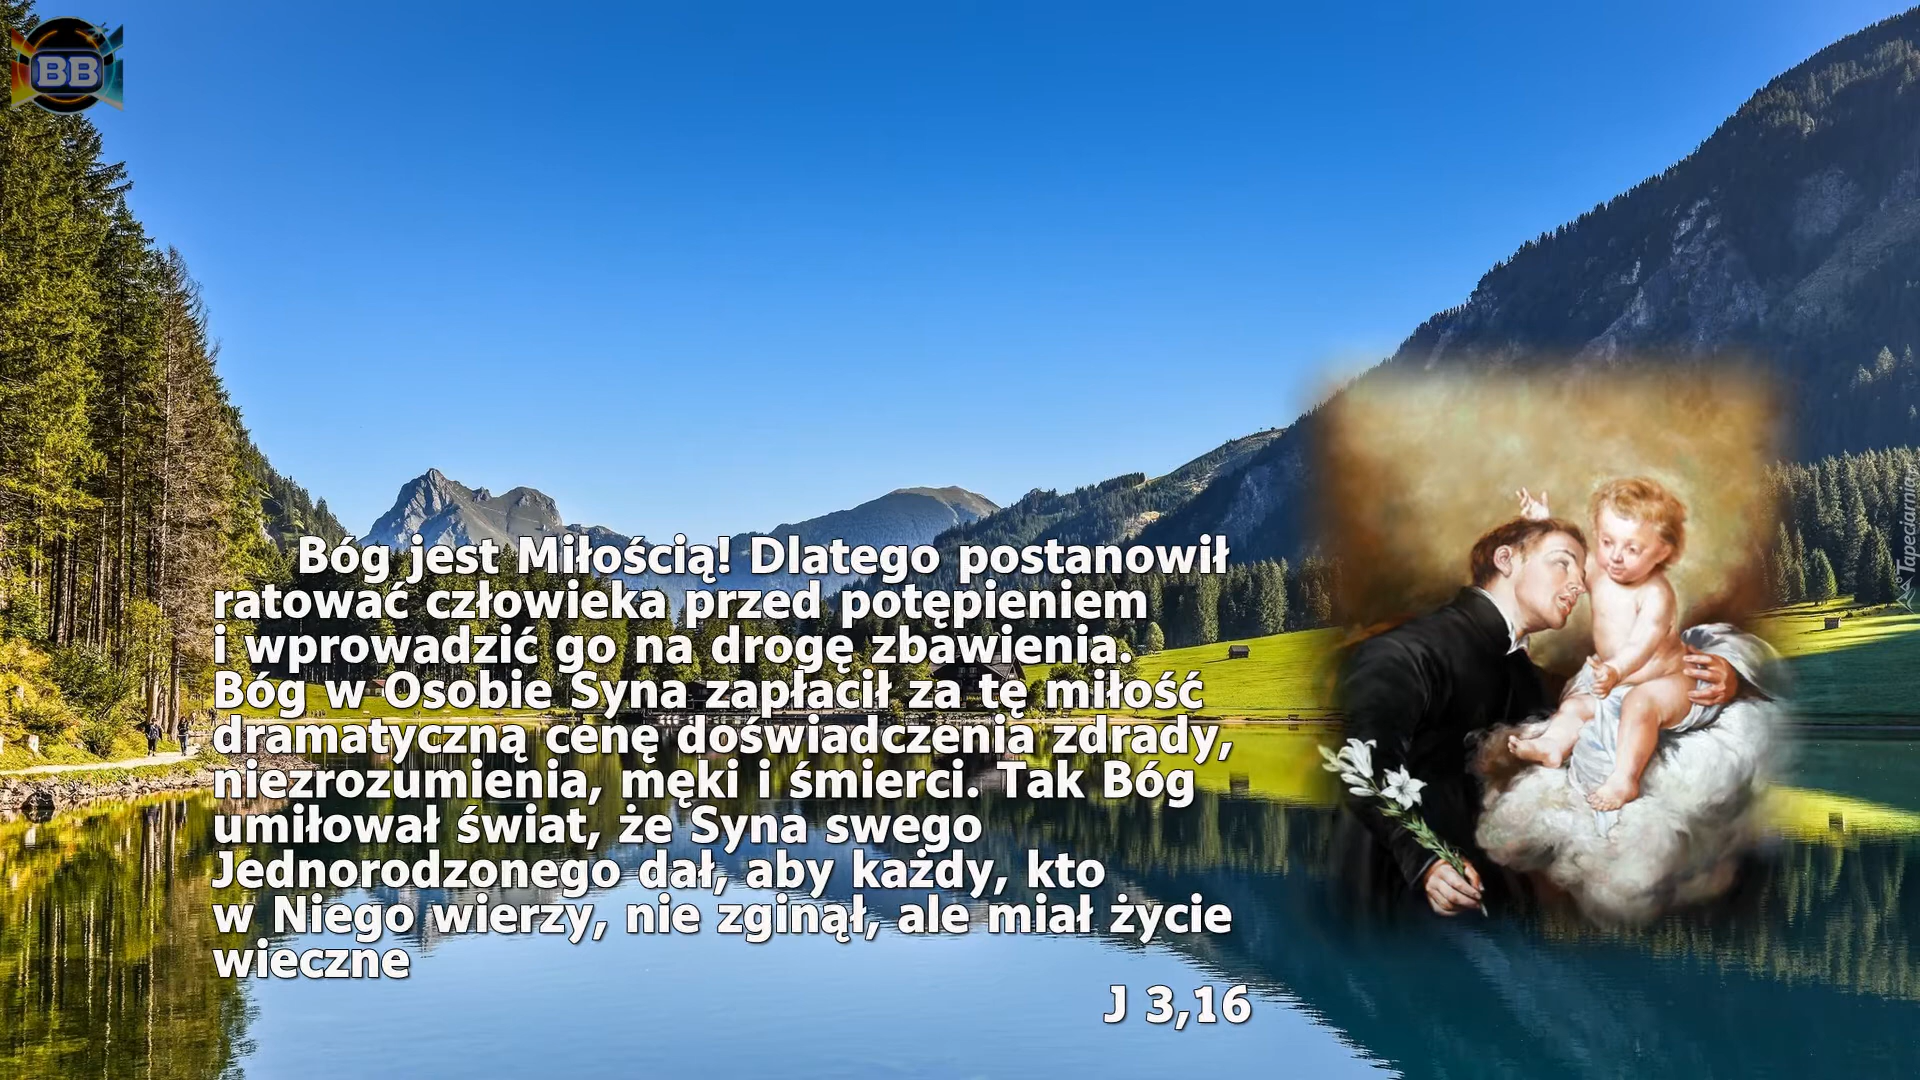 BB
Bóg jest Miłością! Dlatego postanowił
ratować człowieka przed potępieniem
i wprowadzić go na drogę zbawienia.
Bóg w Osobie Syna zapłacił za tę miłość
dramatyczną cenę doświadczenia zdrady,
niezrozumienia, męki i śmierci. Tak Bóg
umiłował świat, że Syna swego
Jednorodzonego dał, aby każdy, kto
w Niego wierzy, nie zginął, ale miał życie
wieczne
J 3,16
Tapeciarnia.pl